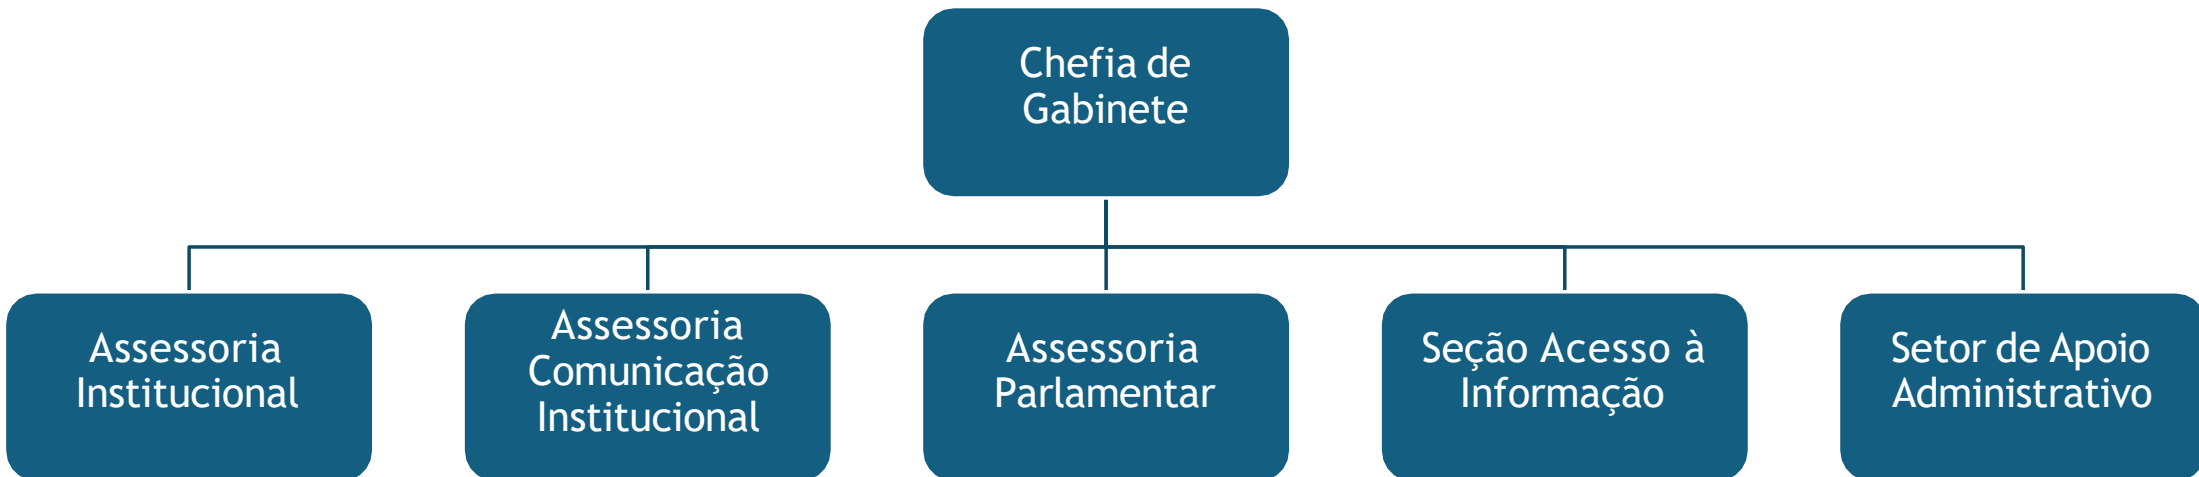 Chefia de
Gabinete
Assessoria
Institucional
Assessoria
Comunicação
Institucional
Assessoria
Parlamentar
Seção Acesso à
Informação
Setor de Apoio
Administrativo